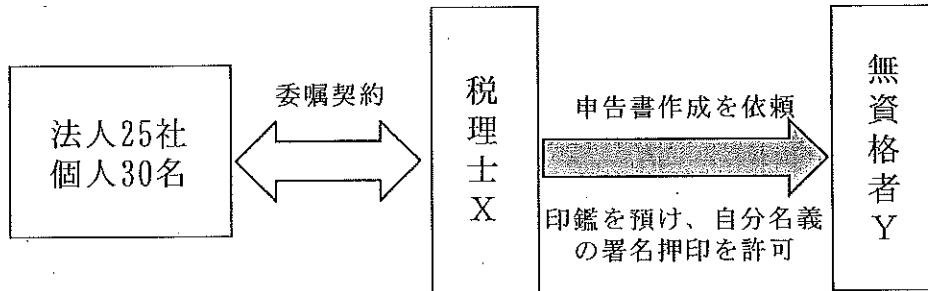 法人25社
個人30名
委嘱契約
税理士X
申告書作成を依頼
印鑑を預け、自分名義
の署名押印を許可
無資格者Y